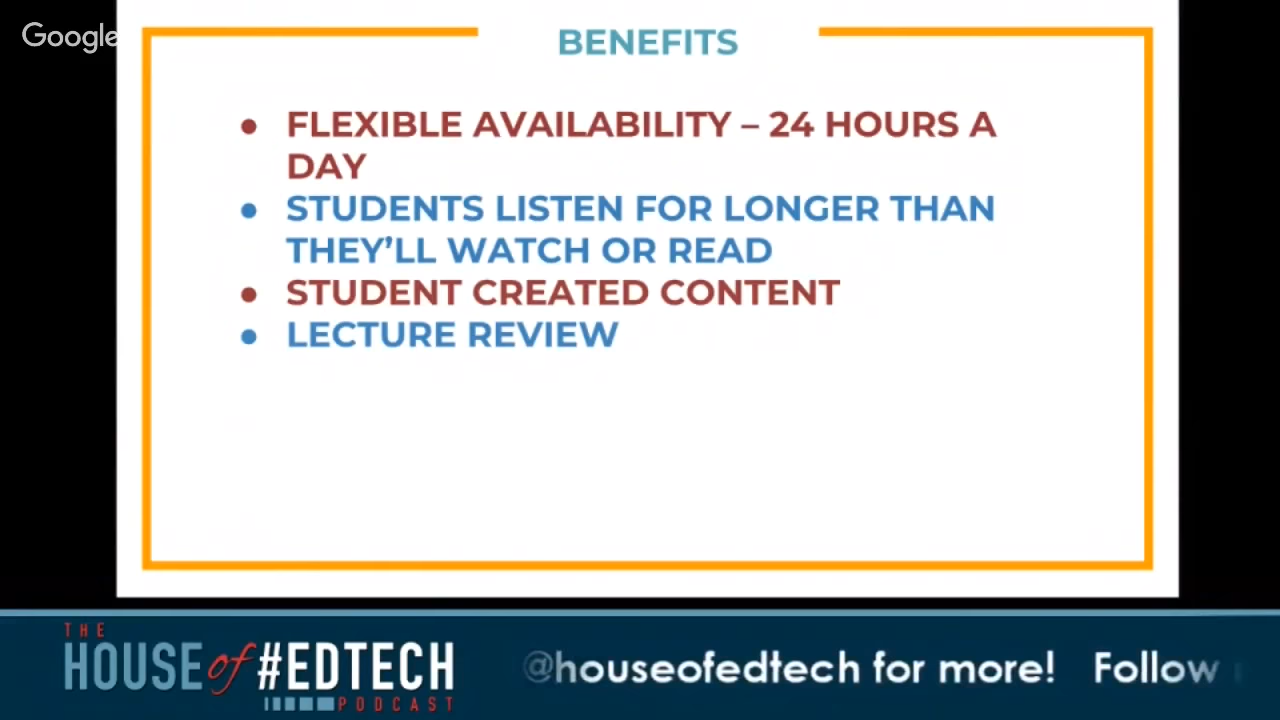 Google
BENEFITS
● FLEXIBLE AVAILABILITY – 24 HOURS A
DAY
● STUDENTS LISTEN FOR LONGER THAN
THEY’LL WATCH OR READ
● STUDENT CREATED CONTENT
● LECTURE REVIEW
THE
HOUSE of #EDTECH
PODCAST
@houseofedtech for more! Follow